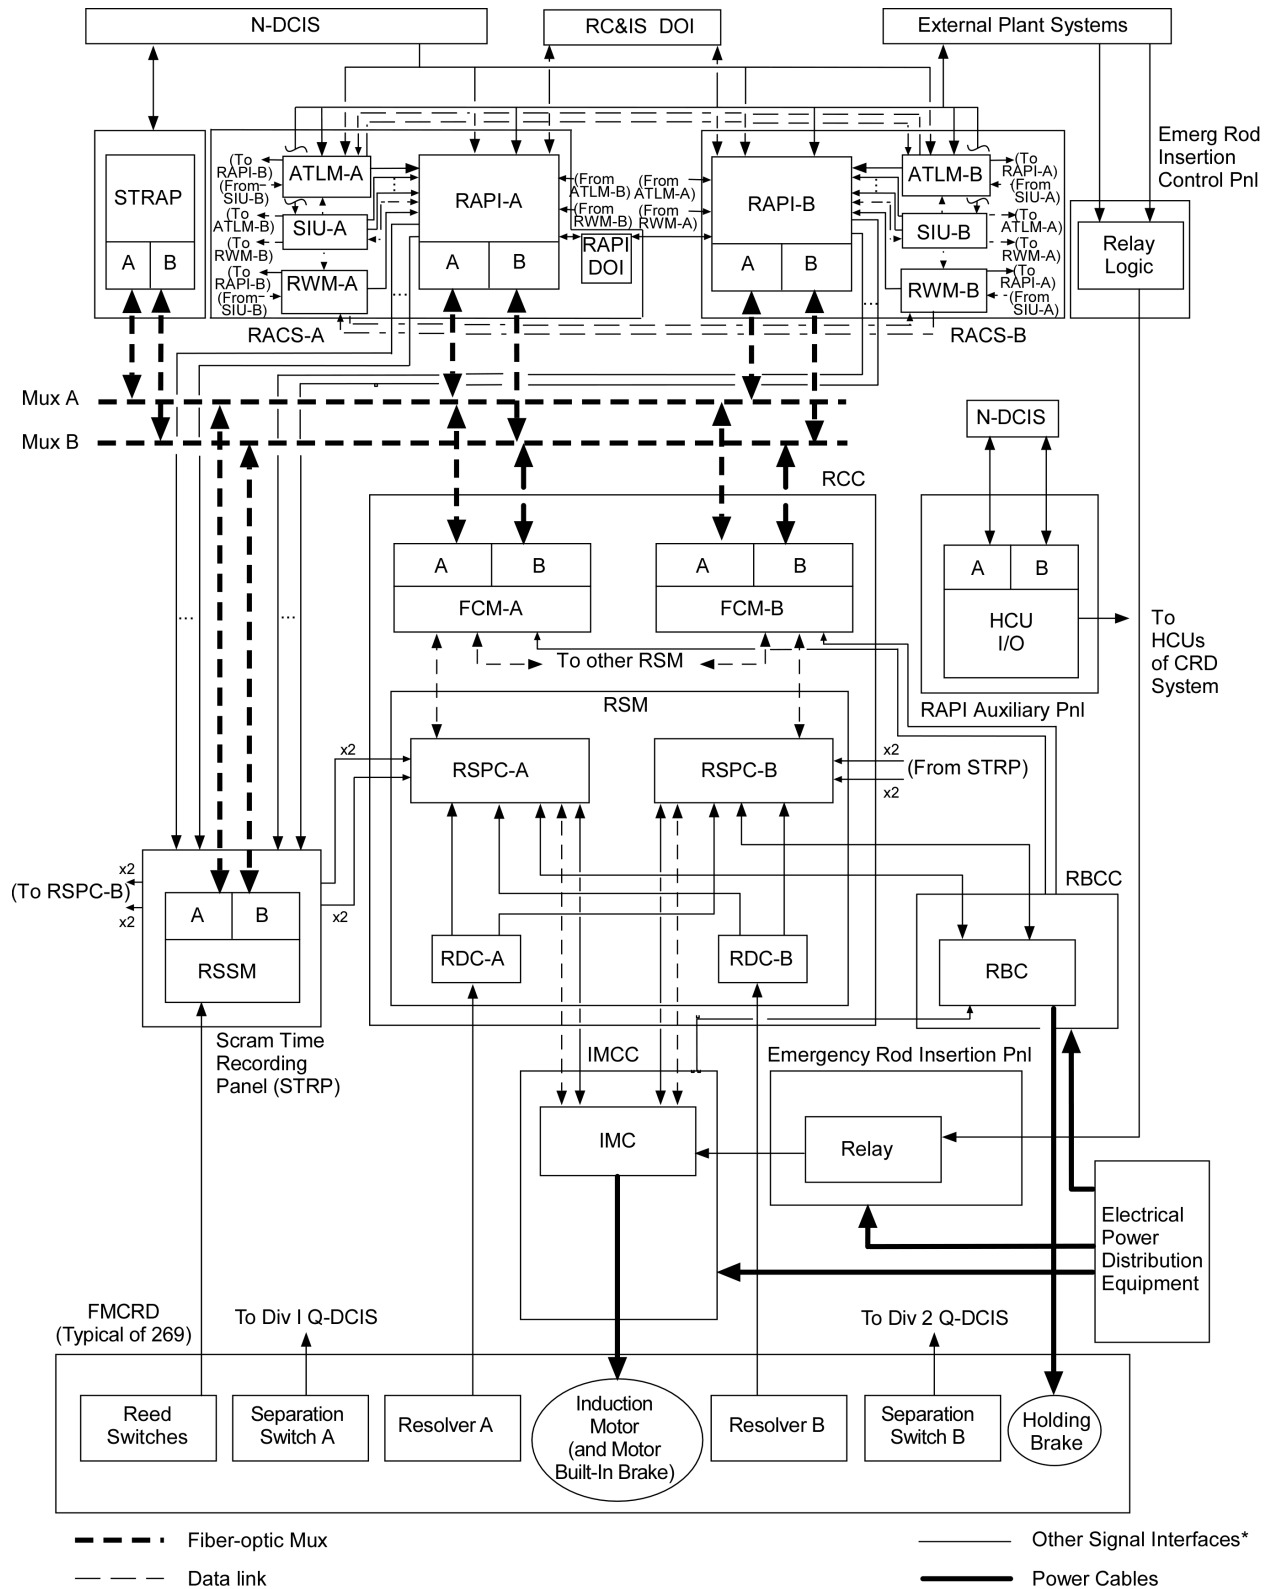 N-DCIS
RC&IS DOI
External Plant Systems
Emerg Rod
Insertion
Control Pnl
STRAP
A
B
(To
RAPI-B)
(From
SIU-B)
(To
ATLM-B)
(To
RWM-B)
(To
RAPI-B)
(From
SIU-B)
ATLM-A
SIU-A
RWM-A
RAPI-A
A
B
(From
ATLM-B)
(From
RWM-B)
RAPI
DOI
(From
ATLM-A)
(From
RWM-A)
RAPI-B
A
B
ATLM-B
SIU-B
RWM-B
(To
RAPI-A)
(From
SIU-A)
(To
ATLM-A)
(To
RWM-A)
(To
RAPI-A)
(From
SIU-A)
Relay
Logic
RACS-A
RACS-B
...
...
Mux A
Mux B
N-DCIS
RCC
A
B
FCM-A
A
B
FCM-B
A
B
HCU
I/O
To
HCUs
of CRD
System
...
...
To other RSM
RSM
RAPI Auxiliary Pnl
x2
RSPC-A
RSPC-B
x2
(From STRP)
x2
x2
(To RSPC-B)
x2
x2
A
B
RSSM
RDC-A
RDC-B
RBCC
RBC
Scram Time
Recording
Panel (STRP)
IMCC
Emergency Rod Insertion Pnl
IMC
Relay
Electrical
Power
Distribution
Equipment
FMCRD
(Typical of 269)
To Div I Q-DCIS
To Div 2 Q-DCIS
Reed
Switches
Separation
Switch A
Resolver A
Induction
Motor
(and Motor
Built-In Brake)
Resolver B
Separation
Switch B
Holding
Brake
Fiber-optic Mux
Other Signal Interfaces*
Data link
Power Cables